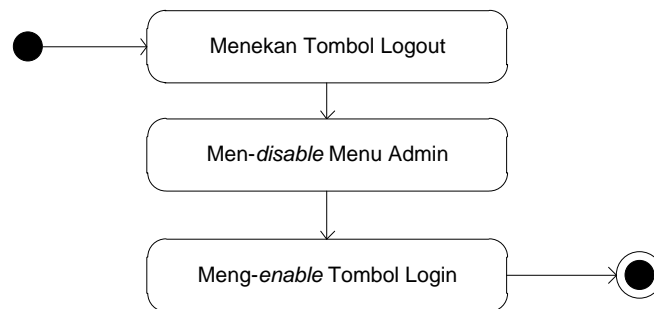 Menekan Tombol Logout
Men-disable Menu Admin
Meng-enable Tombol Login